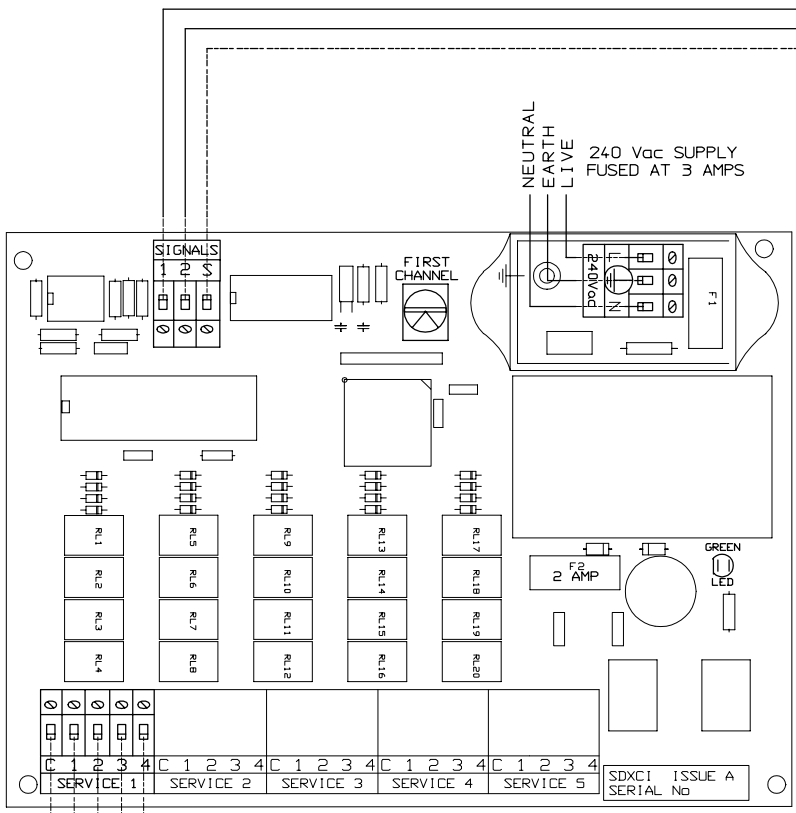 NEUTRAL
EARTH
LIVE
240 Vac SUPPLY
FUSED AT 3 AMPS
SIGNALS
1 2 S
FIRST
CHANNEL
240Vac
L
N
F1
RL1 RL5 RL9 RL13 RL17
RL2 RL6 RL10 RL14 RL18
RL3 RL7 RL11 RL15 RL19
RL4 RL8 RL12 RL16 RL20
F2
2 AMP
GREEN
LED
C 1 2 3 4 C 1 2 3 4 C 1 2 3 4 C 1 2 3 4 C 1 2 3 4
SERVICE 1 SERVICE 2 SERVICE 3 SERVICE 4 SERVICE 5
SDXCI ISSUE A
SERIAL No